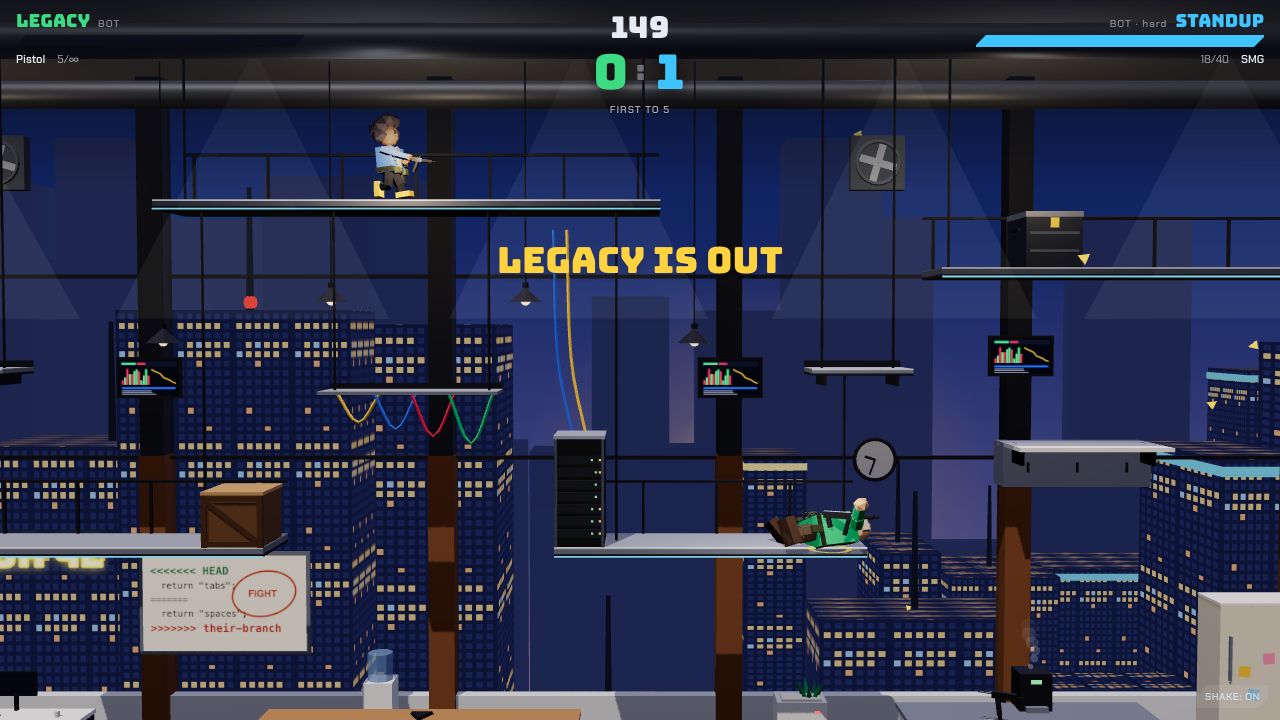 LEGACY BOT
149
BOT · hard STANDUP
Pistol 5/∞
0 : 1
18/40 SMG
FIRST TO 5
LEGACY IS OUT
<<<<<<< HEAD
return "tabs";
FIGHT
=======
return "spaces";
>>>>>>> their-branch
SHAKE: ON